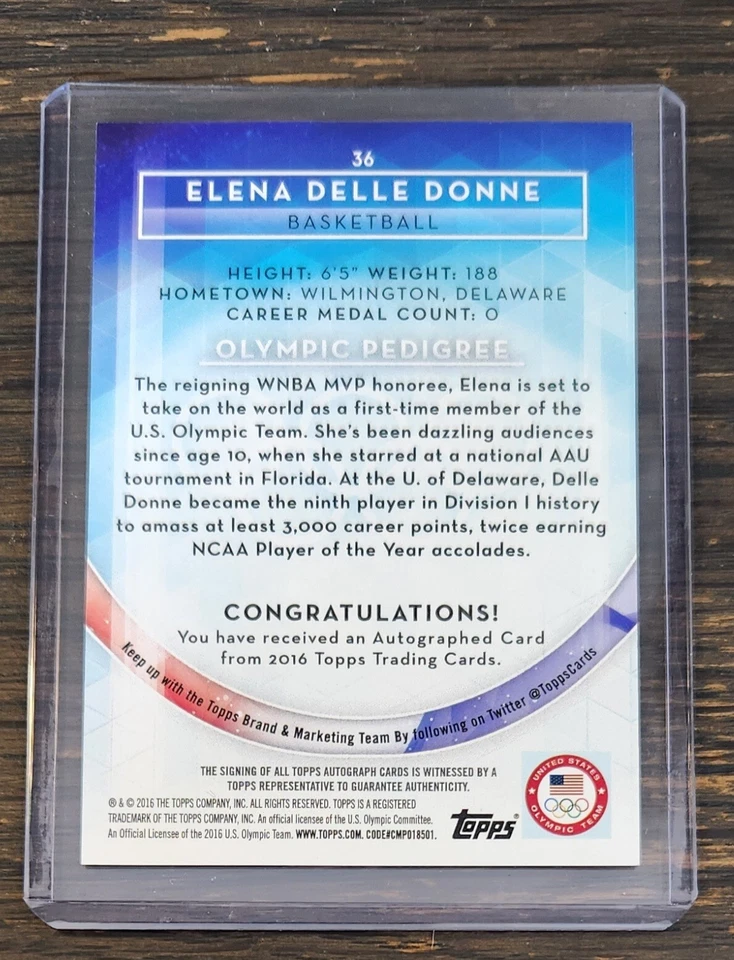 36
ELENA DELLE DONNE
BASKETBALL
HEIGHT: 6'5" WEIGHT: 188
HOMETOWN: WILMINGTON, DELAWARE
CAREER MEDAL COUNT: 0
OLYMPIC PEDIGREE
The reigning WNBA MVP honoree, Elena is set to
take on the world as a first-time member of the
U.S. Olympic Team. She's been dazzling audiences
since age 10, when she starred at a national AAU
tournament in Florida. At the U. of Delaware, Delle
Donne became the ninth player in Division I history
to amass at least 3,000 career points, twice earning
NCAA Player of the Year accolades.
CONGRATULATIONS!
You have received an Autographed Card
from 2016 Topps Trading Cards.
Keep up with the Topps Brand & Marketing Team By following on Twitter @ToppsCards
THE SIGNING OF ALL TOPPS AUTOGRAPH CARDS IS WITNESSED BY A
TOPPS REPRESENTATIVE TO GUARANTEE AUTHENTICITY.
® & © 2016 THE TOPPS COMPANY, INC. ALL RIGHTS RESERVED. TOPPS IS A REGISTERED
TRADEMARK OF THE TOPPS COMPANY, INC. An official licensee of the U.S. Olympic Committee.
An Official Licensee of the 2016 U.S. Olympic Team. WWW.TOPPS.COM. CODE#CMP018501.
topps®
UNITED STATES
OLYMPIC TEAM